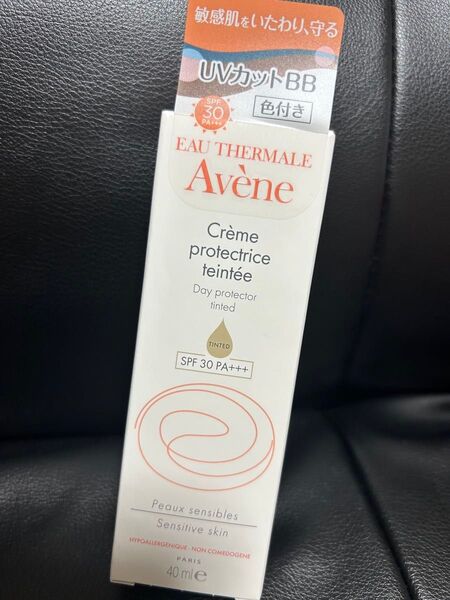 敏感肌をいたわり、守る
UVカットBB
色付き
SPF
30
PA+++
EAU THERMALE
Avène
Crème
protectrice
teintée
Day protector
tinted
TINTED
SPF 30 PA+++
Peaux sensibles
Sensitive skin
HYPOALLERGÉNIQUE - NON COMEDOGENE
PARIS
40 ml e